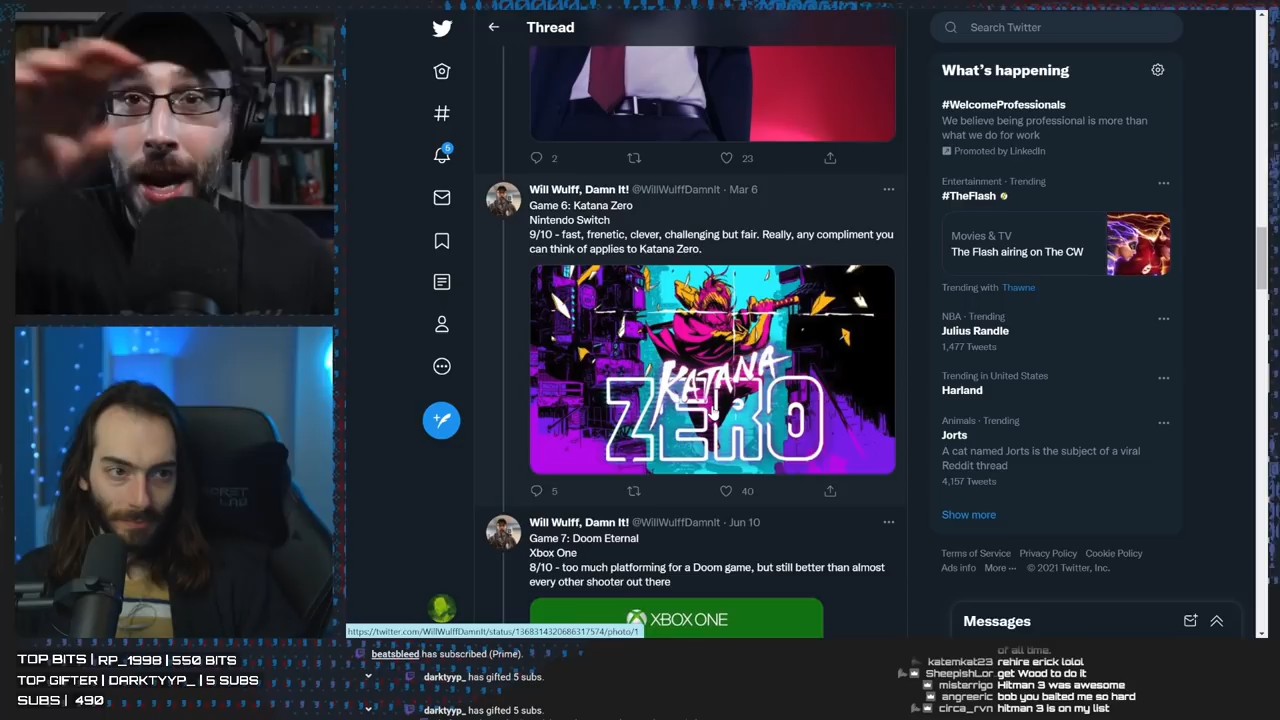 Thread
2
23
Will Wulff, Damn It! @WillWulffDamnIt · Mar 6
Game 6: Katana Zero
Nintendo Switch
9/10 - fast, frenetic, clever, challenging but fair. Really, any compliment you
can think of applies to Katana Zero.
KATANA
ZERO
5
40
Will Wulff, Damn It! @WillWulffDamnIt · Jun 10
Game 7: Doom Eternal
Xbox One
8/10 - too much platforming for a Doom game, but still better than almost
every other shooter out there
XBOX ONE
https://twitter.com/WillWulffDamnIt/status/1368314320686317574/photo/1
5
Search Twitter
What's happening
#WelcomeProfessionals
We believe being professional is more than
what we do for work
Promoted by LinkedIn
Entertainment · Trending
#TheFlash
Movies & TV
The Flash airing on The CW
Trending with Thawne
NBA · Trending
Julius Randle
1,477 Tweets
Trending in United States
Harland
Animals · Trending
Jorts
A cat named Jorts is the subject of a viral
Reddit thread
4,157 Tweets
Show more
Terms of Service Privacy Policy Cookie Policy
Ads info More ··· © 2021 Twitter, Inc.
Messages
SECRET
LAB
TOP BITS | RP_1998 | 550 BITS
TOP GIFTER | DARKTYYP_ | 5 SUBS
SUBS | 490
beatsbleed has subscribed (Prime).
darktyyp_ has gifted 5 subs.
darktyyp_ has gifted 5 subs.
of all time.
katemkat23 rehire erick lolol
SheepishLor get Wood to do it
misterrigo Hitman 3 was awesome
angreeric bob you baited me so hard
circa_rvn hitman 3 is on my list